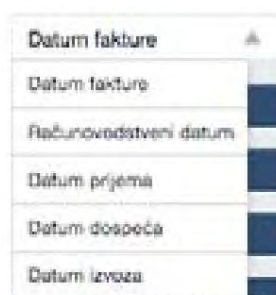 Datum fakture
Datum fakture
Računovodstveni datum
Datum prijema
Datum dospeća
Datum izvoza